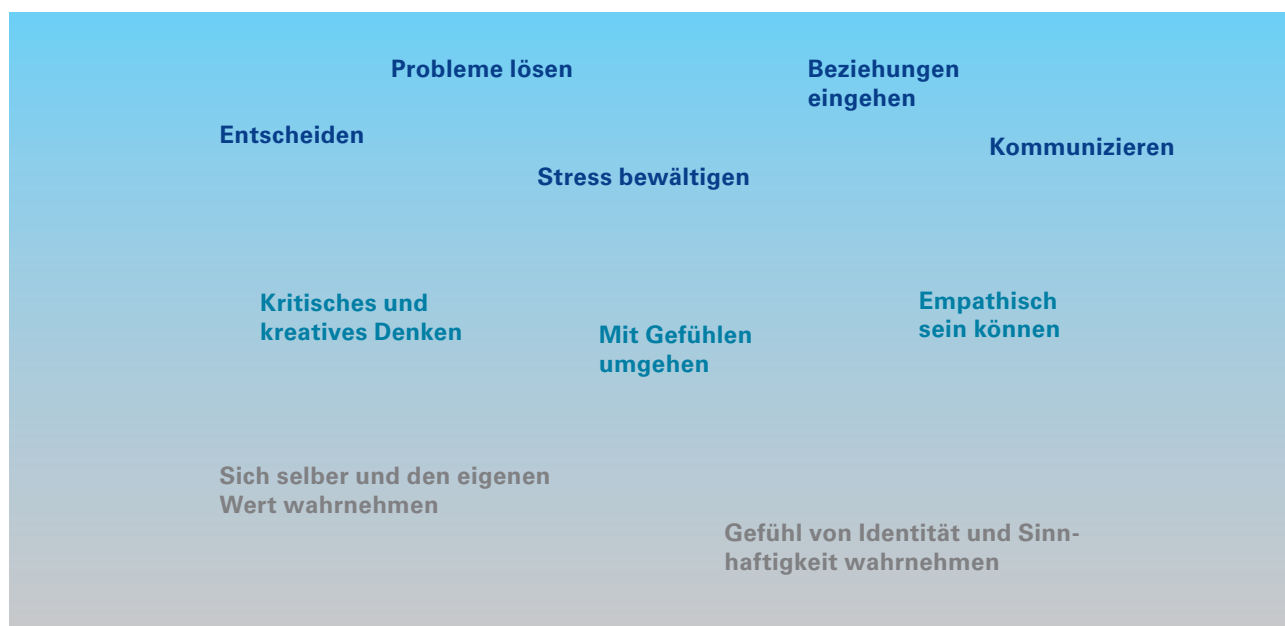 Probleme lösen
Beziehungen
eingehen
Entscheiden
Kommunizieren
Stress bewältigen
Kritisches und
kreatives Denken
Mit Gefühlen
umgehen
Empathisch
sein können
Sich selber und den eigenen
Wert wahrnehmen
Gefühl von Identität und Sinn-
haftigkeit wahrnehmen